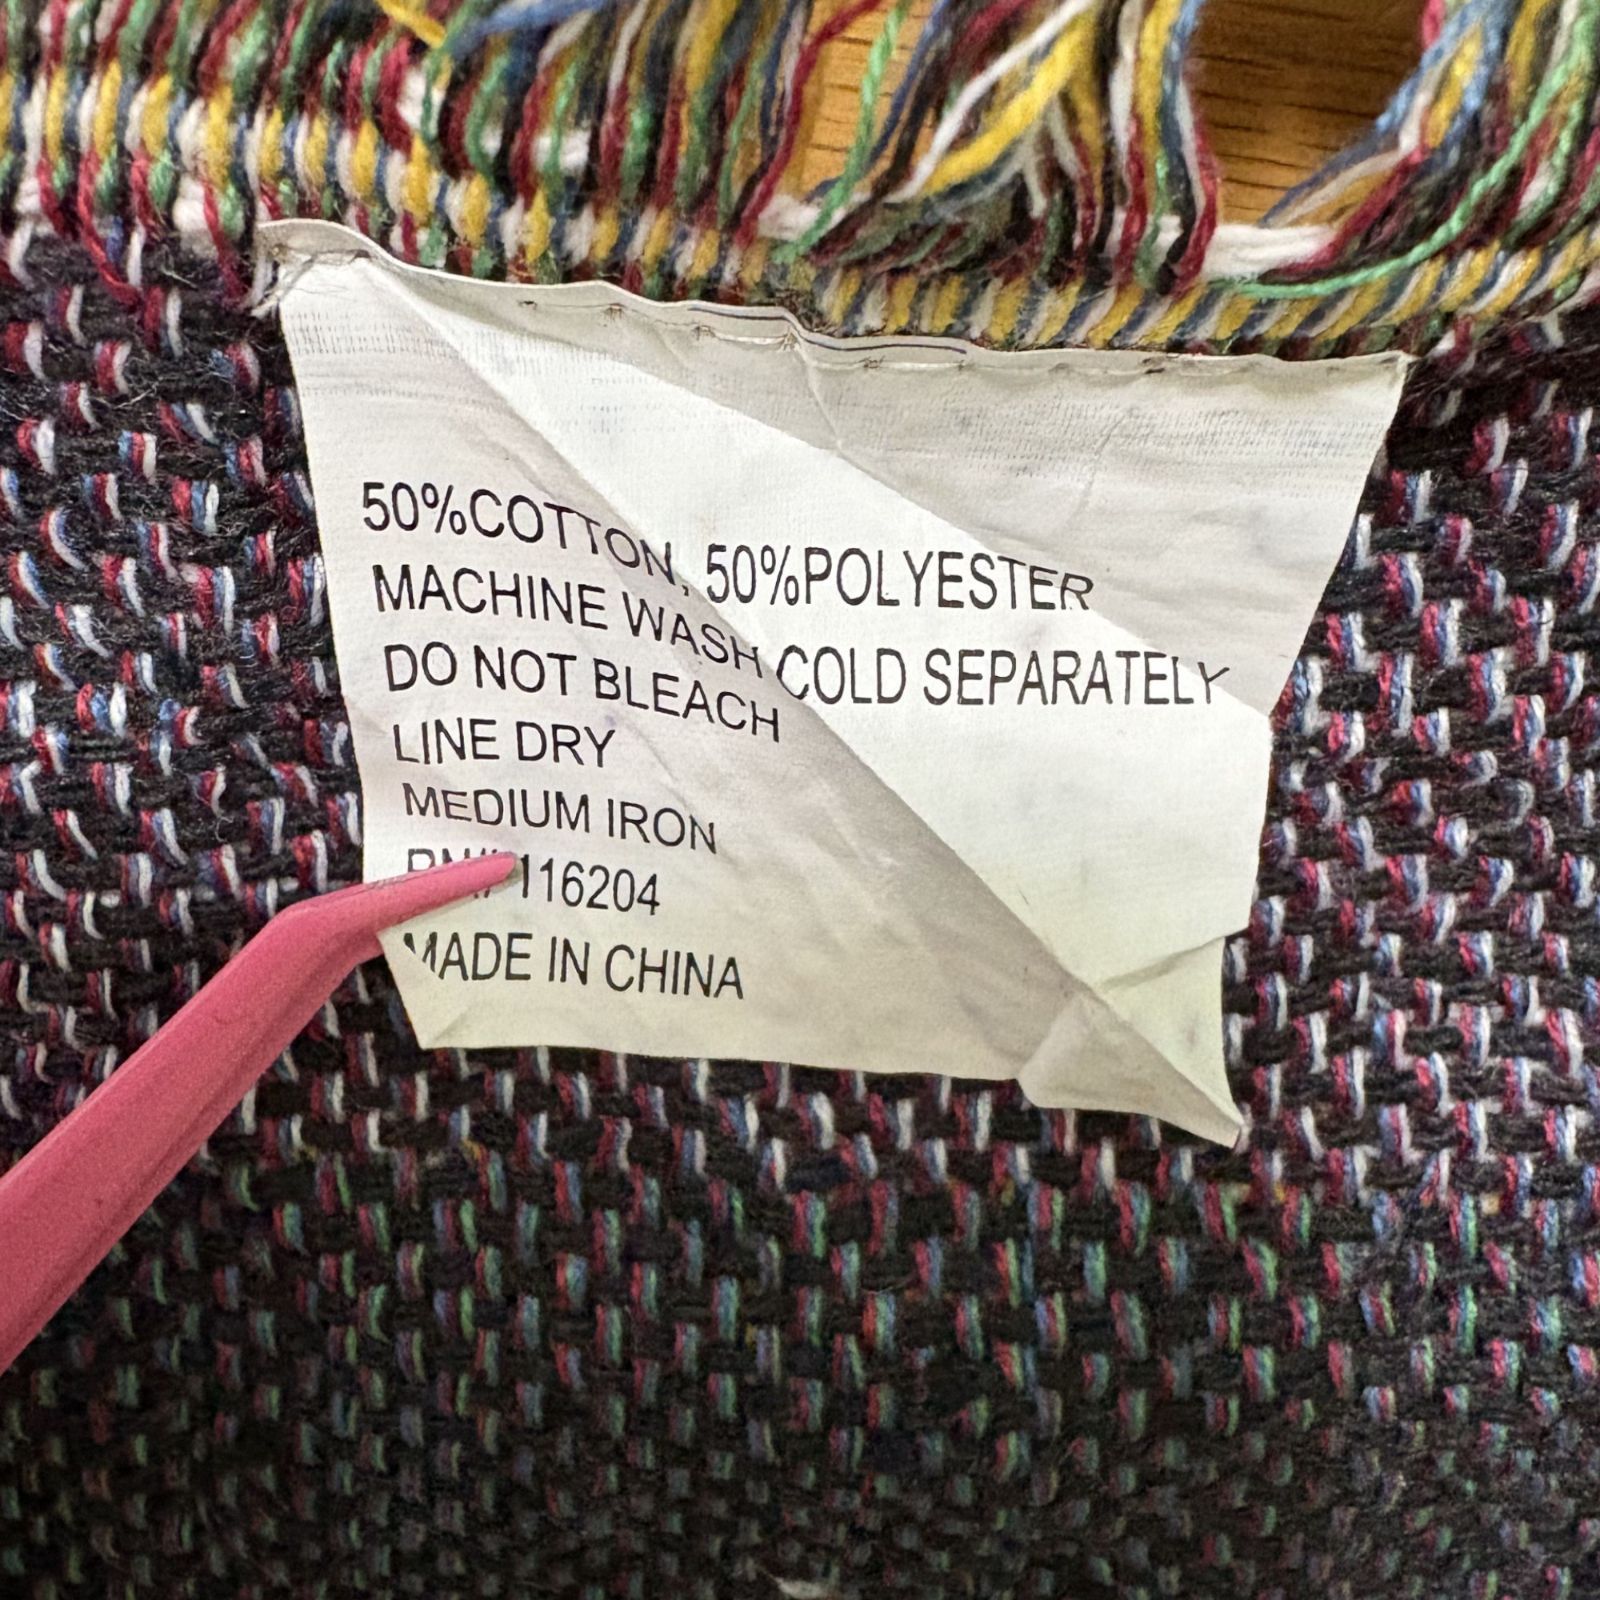 50%COTTON, 50%POLYESTER
MACHINE WASH COLD SEPARATELY
DO NOT BLEACH
LINE DRY
MEDIUM IRON
RN# 116204
MADE IN CHINA